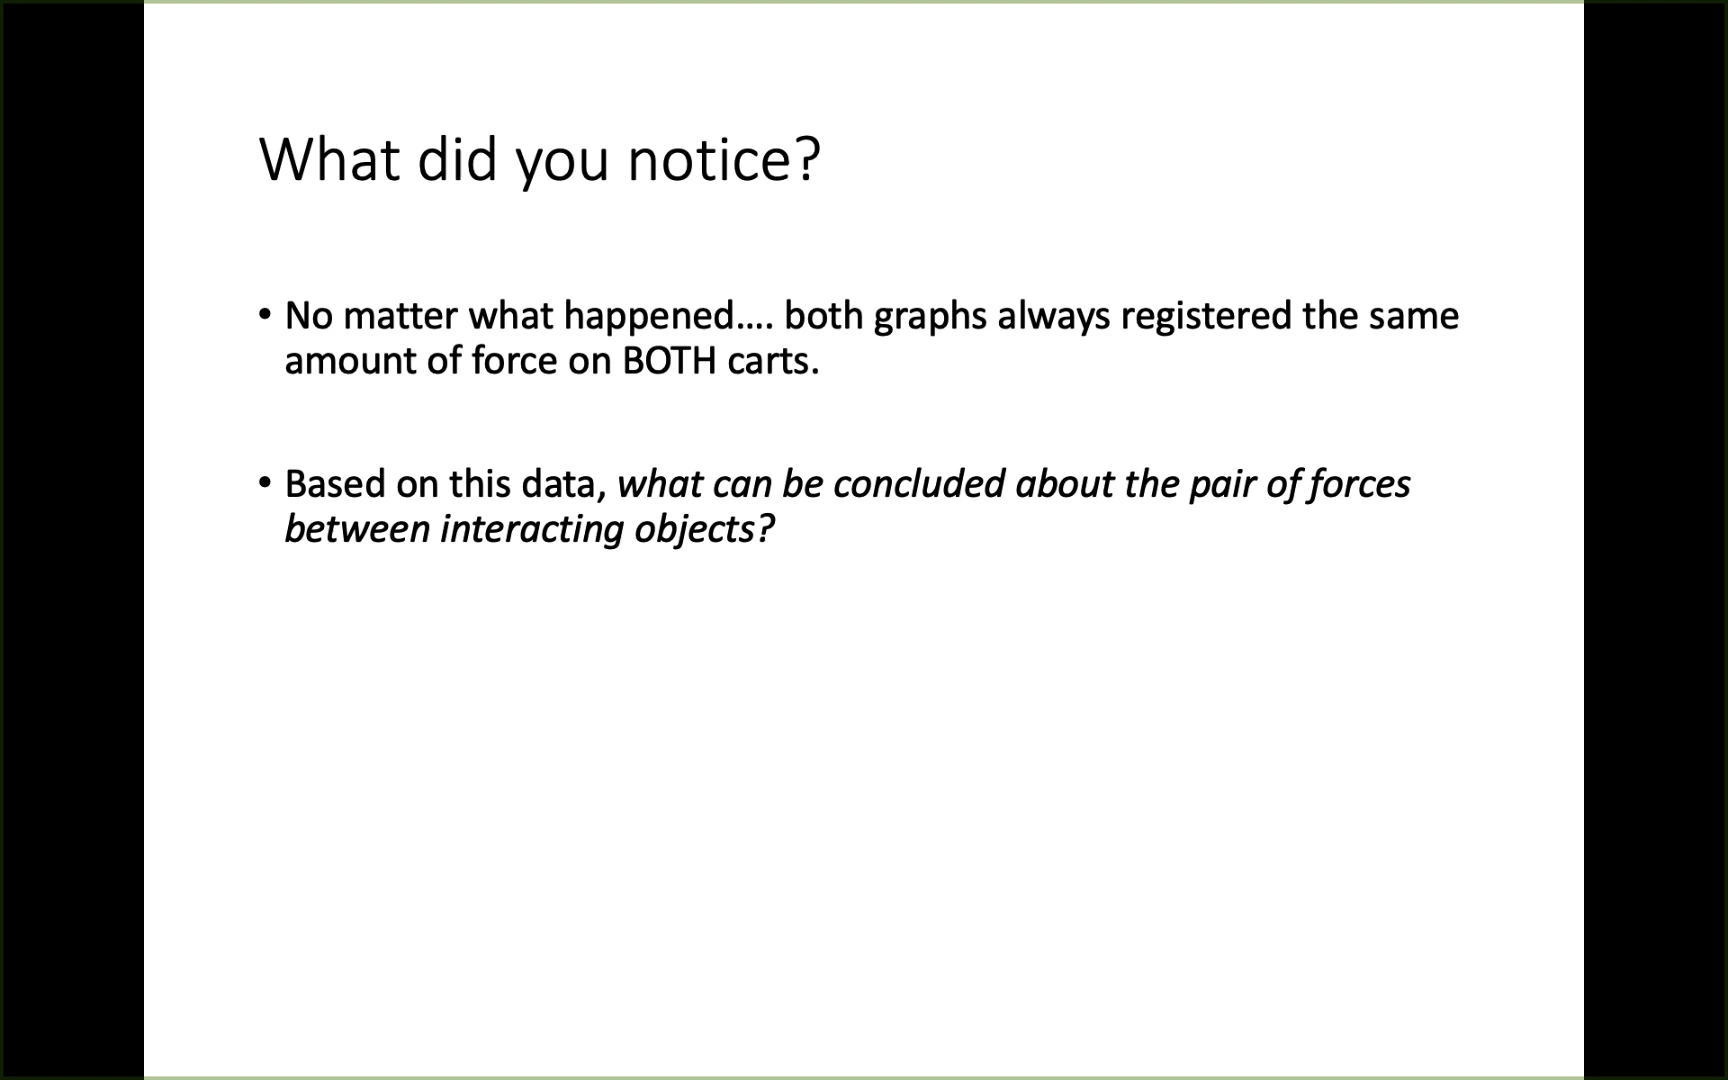 What did you notice?
• No matter what happened.... both graphs always registered the same
amount of force on BOTH carts.
• Based on this data, what can be concluded about the pair of forces
between interacting objects?